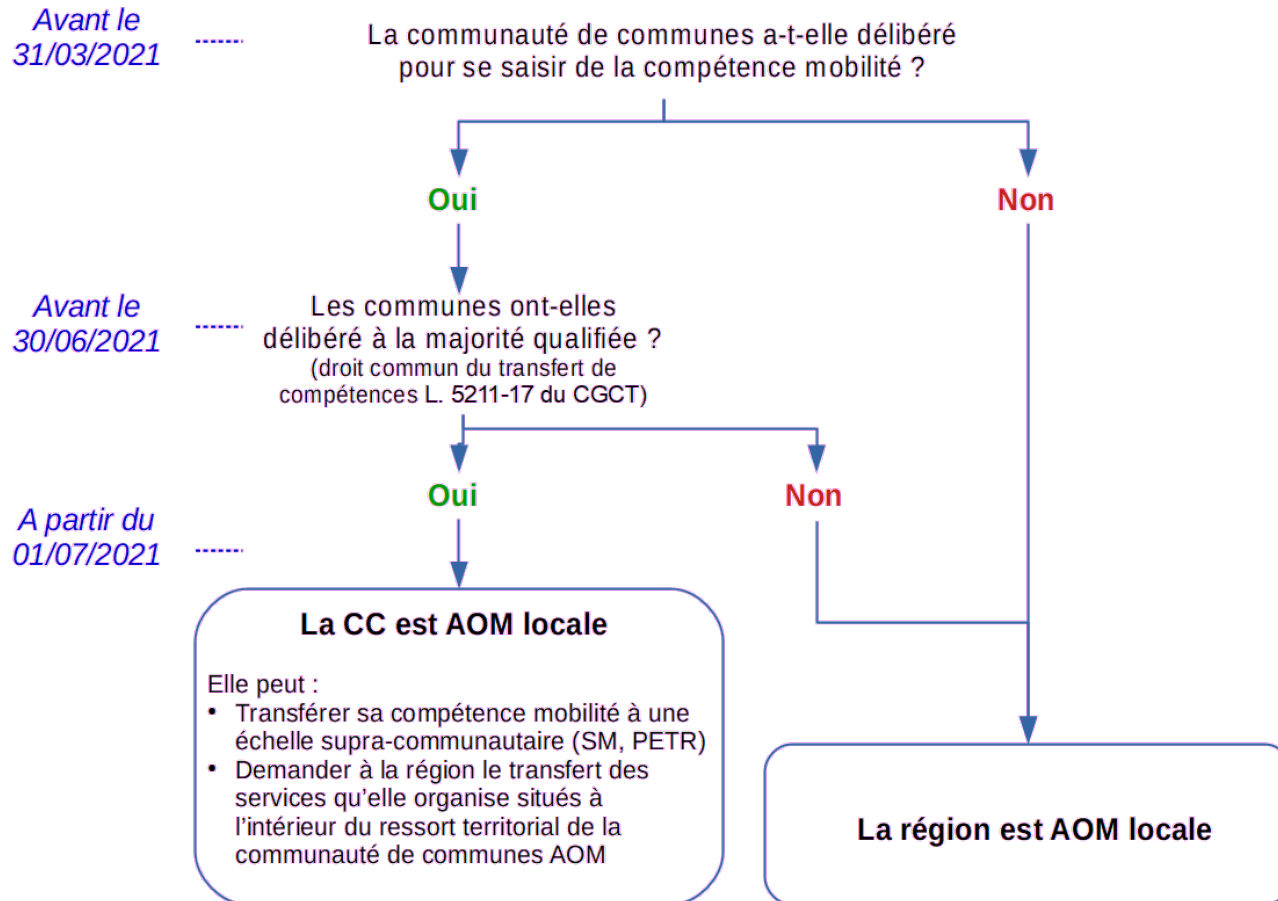 Avant le
31/03/2021
La communauté de communes a-t-elle délibéré
pour se saisir de la compétence mobilité ?
Oui
Non
Avant le
30/06/2021
Les communes ont-elles
délibéré à la majorité qualifiée ?
(droit commun du transfert de
compétences L. 5211-17 du CGCT)
Oui
Non
A partir du
01/07/2021
La CC est AOM locale
Elle peut :
• Transférer sa compétence mobilité à une
échelle supra-communautaire (SM, PETR)
• Demander à la région le transfert des
services qu’elle organise situés à
l’intérieur du ressort territorial de la
communauté de communes AOM
La région est AOM locale